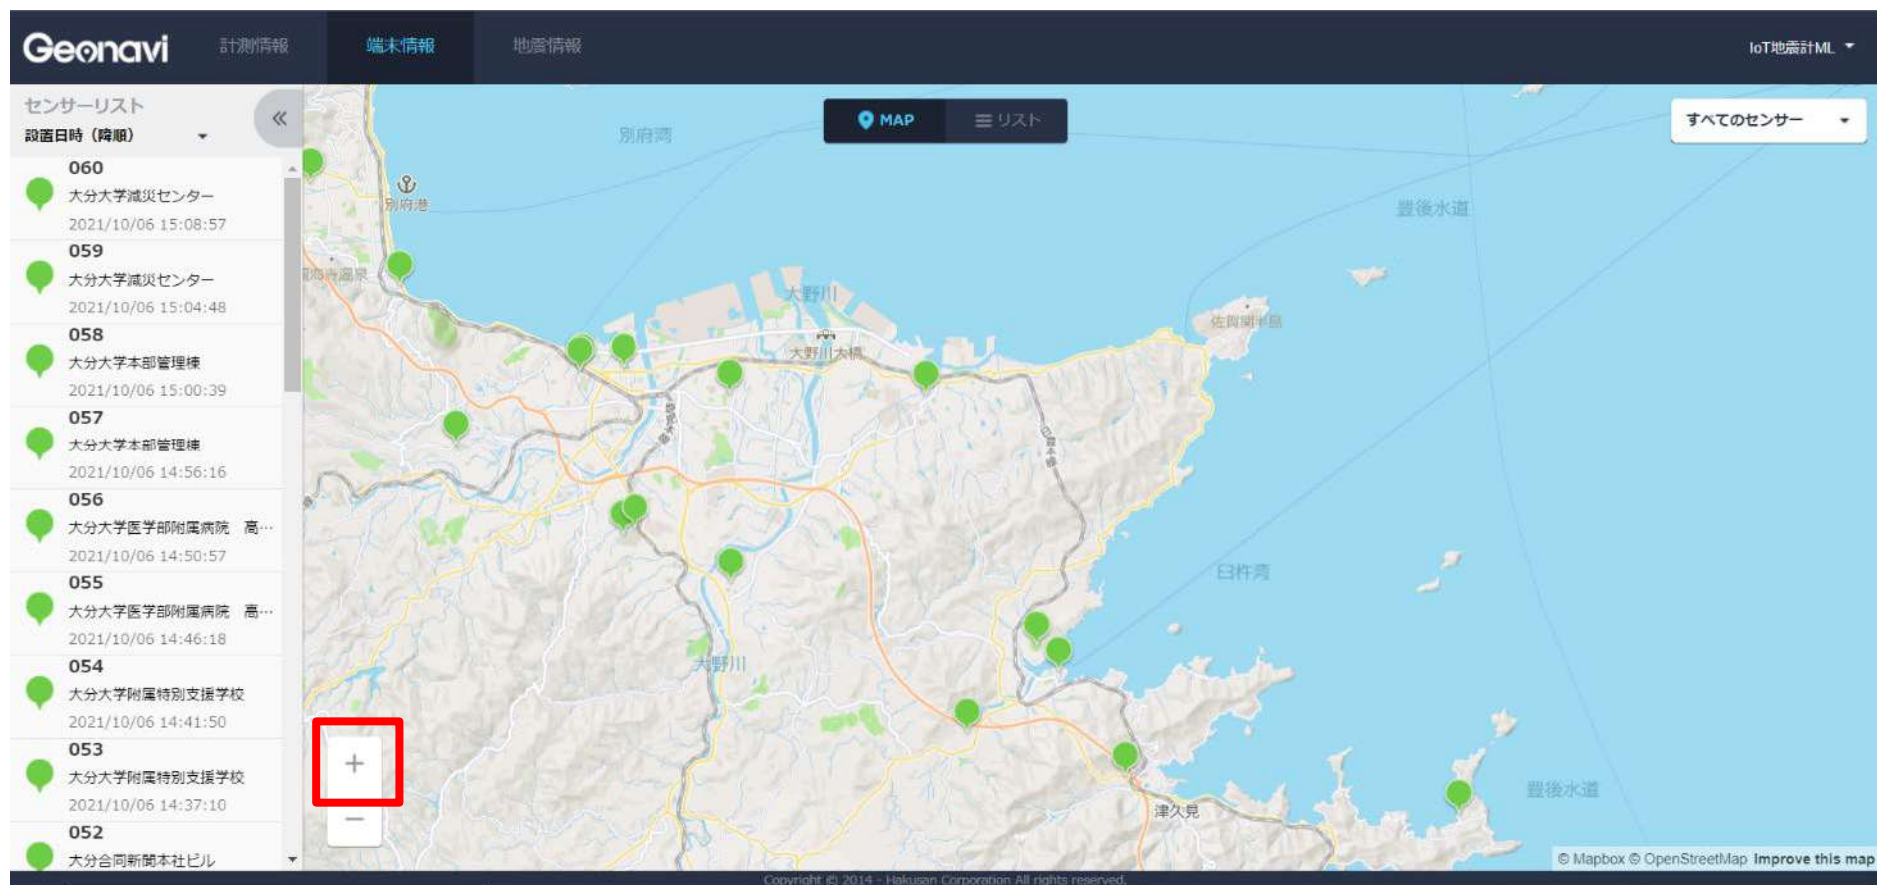 Geonavi
計測情報
端末情報
地震情報
IoT地震計ML
センサーリスト
設置日時（降順）
MAP
リスト
すべてのセンサー
060
大分大学減災センター
2021/10/06 15:08:57
059
大分大学減災センター
2021/10/06 15:04:48
058
大分大学本部管理棟
2021/10/06 15:00:39
057
大分大学本部管理棟
2021/10/06 14:56:16
056
大分大学医学部附属病院　高…
2021/10/06 14:50:57
055
大分大学医学部附属病院　高…
2021/10/06 14:46:18
054
大分大学附属特別支援学校
2021/10/06 14:41:50
053
大分大学附属特別支援学校
2021/10/06 14:37:10
052
大分合同新聞本社ビル
別府湾
別府港
豊後水道
大野川
佐賀関半島
大野川大橋
臼杵湾
大野川
豊後水道
津久見
© Mapbox © OpenStreetMap Improve this map
Copyright (C) 2014 - Hakusan Corporation All rights reserved.